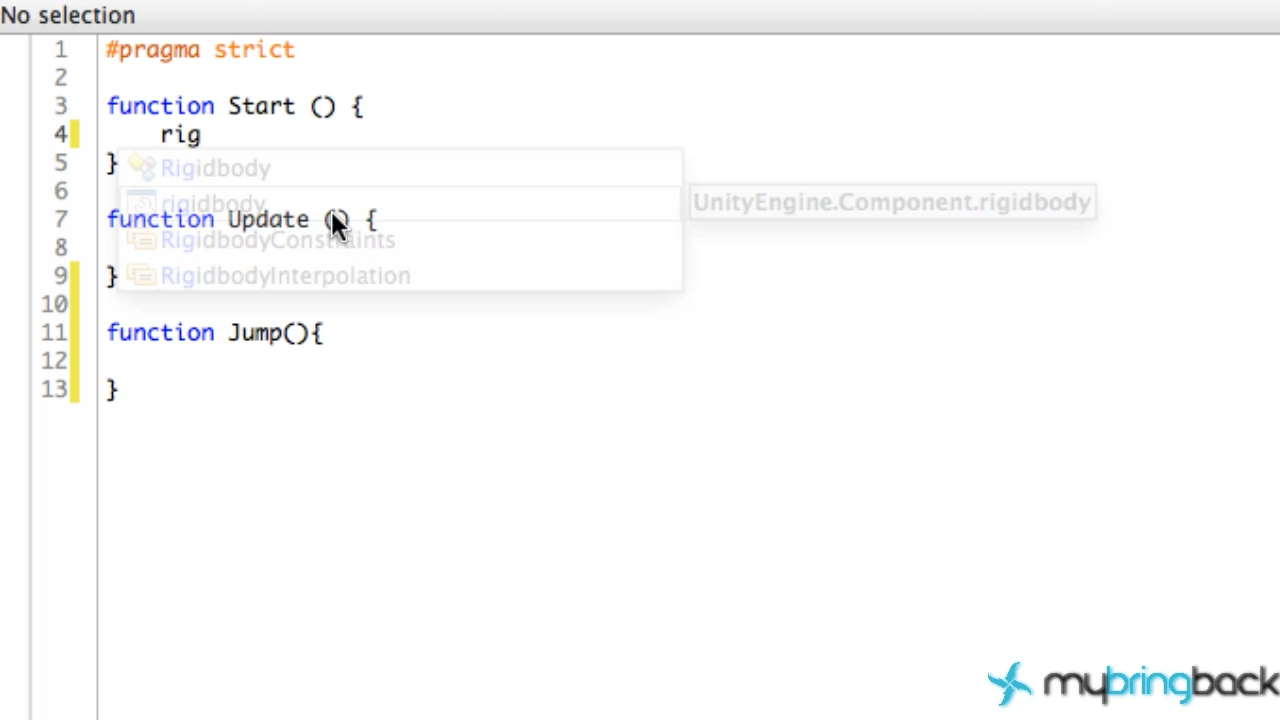 No selection
1 #pragma strict
2
3 function Start () {
4 rig
5 }
Rigidbody
6
rigidbody
UnityEngine.Component.rigidbody
7 function Update () {
8
RigidbodyConstraints
9 }
RigidbodyInterpolation
10
11 function Jump(){
12
13 }
mybringback